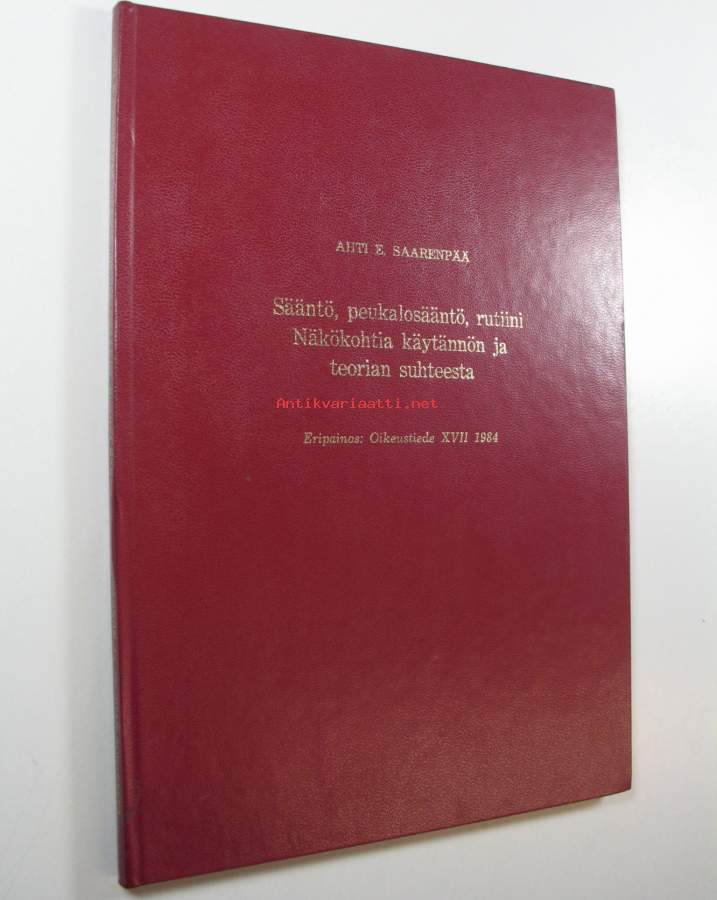 AHTI E. SAARENPÄÄ
Sääntö, peukalosääntö, rutiini
Näkökohtia käytännön ja
teorian suhteesta
Antikvariaatti.net
Eripainos: Oikeustiede XVII 1984